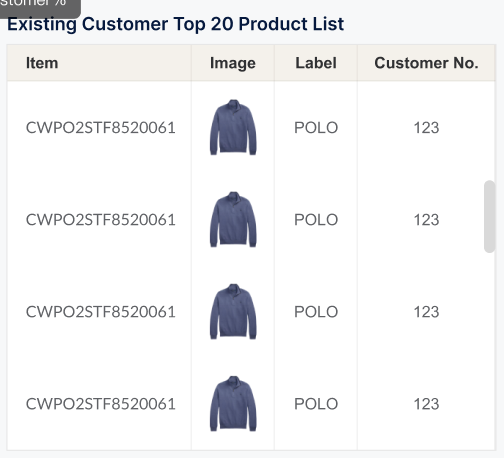 stomer %
Existing Customer Top 20 Product List
Item Image Label Customer No.
CWPO2STF8520061 POLO 123
CWPO2STF8520061 POLO 123
CWPO2STF8520061 POLO 123
CWPO2STF8520061 POLO 123